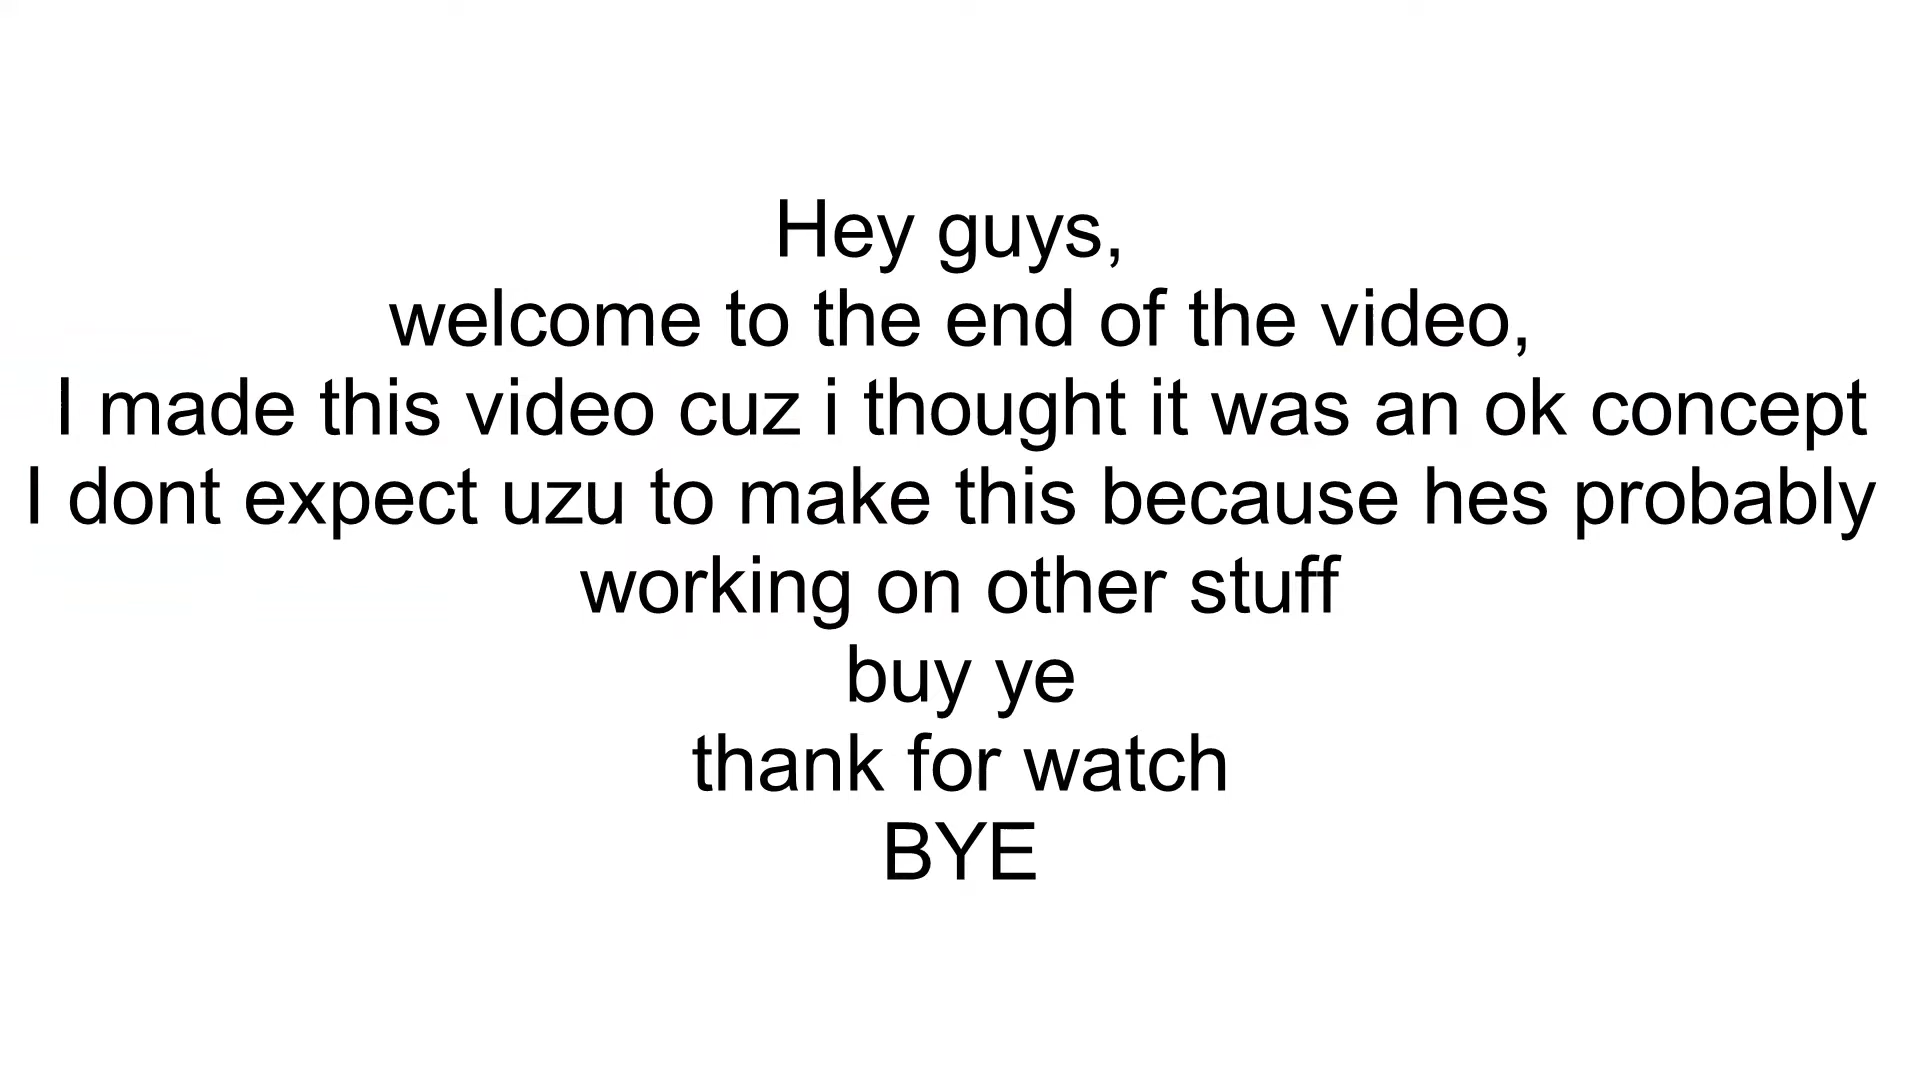 Hey guys,
welcome to the end of the video,
I made this video cuz i thought it was an ok concept
I dont expect uzu to make this because hes probably
working on other stuff
buy ye
thank for watch
BYE